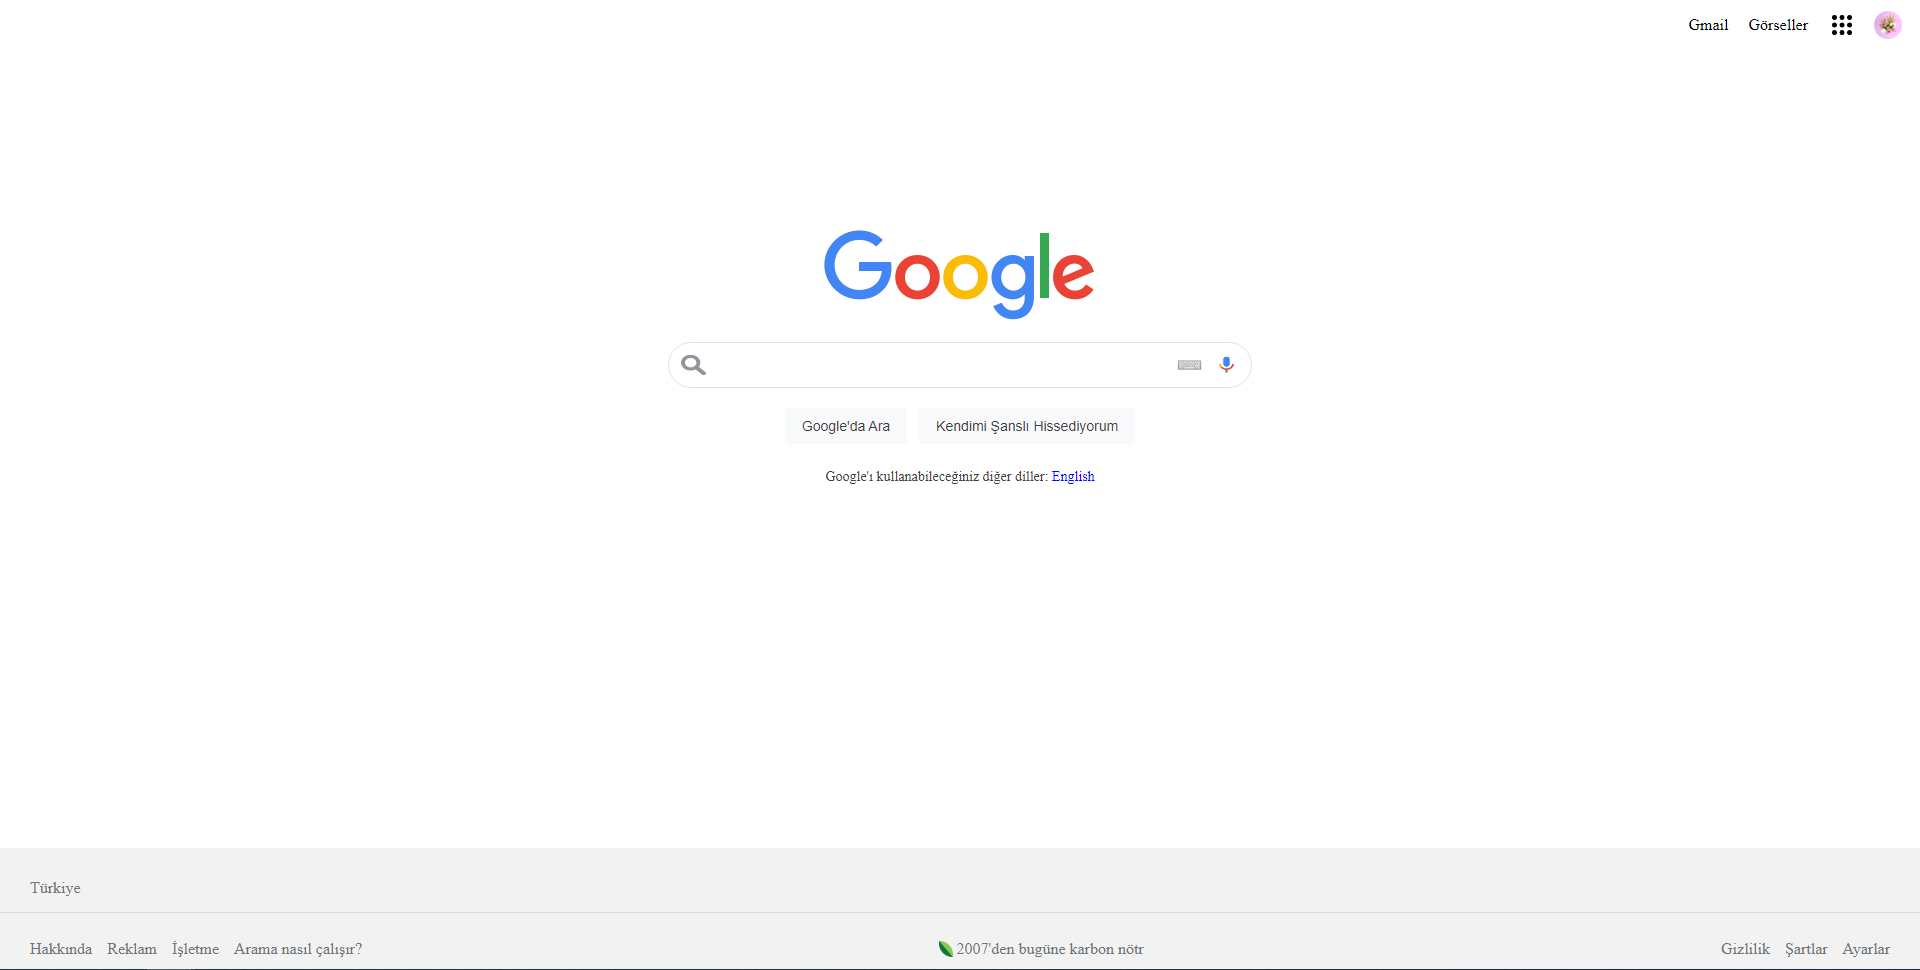 Gmail Görseller
Google
Google'da Ara Kendimi Şanslı Hissediyorum
Google'ı kullanabileceğiniz diğer diller: English
Türkiye
Hakkında Reklam İşletme Arama nasıl çalışır? 2007'den bugüne karbon nötr Gizlilik Şartlar Ayarlar